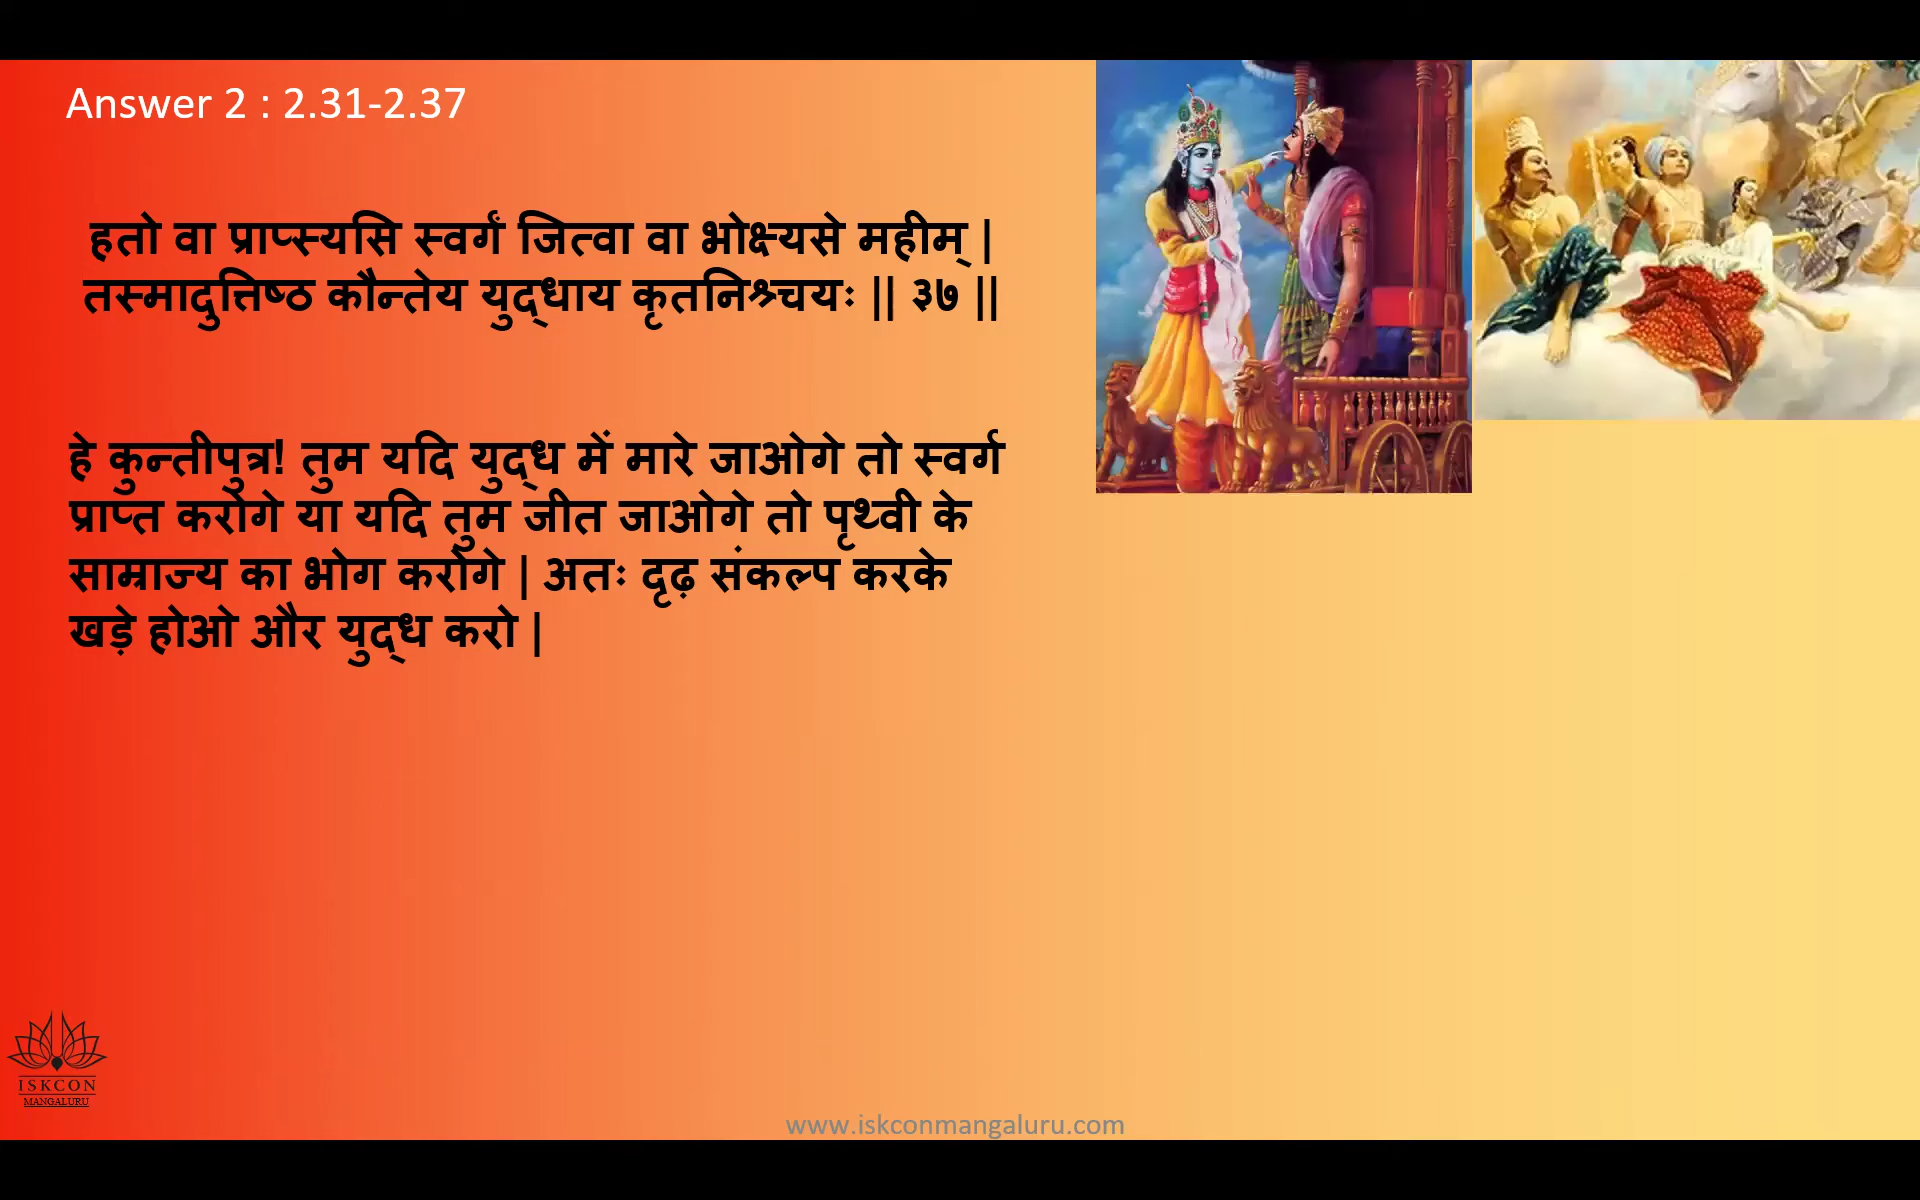 Answer 2 : 2.31-2.37
हतो वा प्राप्स्यसि स्वर्गं जित्वा वा भोक्ष्यसे महीम् |
तस्मादुत्तिष्ठ कौन्तेय युद्धाय कृतनिश्र्चयः || ३७ ||
हे कुन्तीपुत्र! तुम यदि युद्ध में मारे जाओगे तो स्वर्ग
प्राप्त करोगे या यदि तुम जीत जाओगे तो पृथ्वी के
साम्राज्य का भोग करोगे | अतः दृढ़ संकल्प करके
खड़े होओ और युद्ध करो |
ISKCON
MANGALURU
www.iskconmangaluru.com